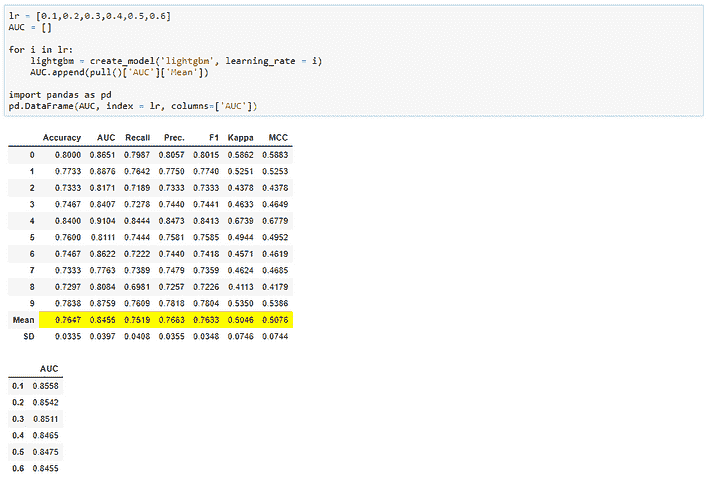 lr = [0.1,0.2,0.3,0.4,0.5,0.6]
AUC = []
for i in lr:
lightgbm = create_model('lightgbm', learning_rate = i)
AUC.append(pull()['AUC']['Mean'])
import pandas as pd
pd.DataFrame(AUC, index = lr, columns=['AUC'])
Accuracy AUC Recall Prec. F1 Kappa MCC
0 0.8000 0.8651 0.7987 0.8057 0.8015 0.5862 0.5883
1 0.7733 0.8876 0.7642 0.7750 0.7740 0.5251 0.5253
2 0.7333 0.8171 0.7189 0.7333 0.7333 0.4378 0.4378
3 0.7467 0.8407 0.7278 0.7440 0.7441 0.4633 0.4649
4 0.8400 0.9104 0.8444 0.8473 0.8413 0.6739 0.6779
5 0.7600 0.8111 0.7444 0.7581 0.7585 0.4944 0.4952
6 0.7467 0.8622 0.7222 0.7440 0.7418 0.4571 0.4619
7 0.7333 0.7763 0.7389 0.7479 0.7359 0.4624 0.4685
8 0.7297 0.8084 0.6981 0.7257 0.7226 0.4113 0.4179
9 0.7838 0.8759 0.7609 0.7818 0.7804 0.5350 0.5386
Mean 0.7647 0.8455 0.7519 0.7663 0.7633 0.5046 0.5076
SD 0.0335 0.0397 0.0408 0.0355 0.0348 0.0746 0.0744
AUC
0.1 0.8558
0.2 0.8542
0.3 0.8511
0.4 0.8465
0.5 0.8475
0.6 0.8455